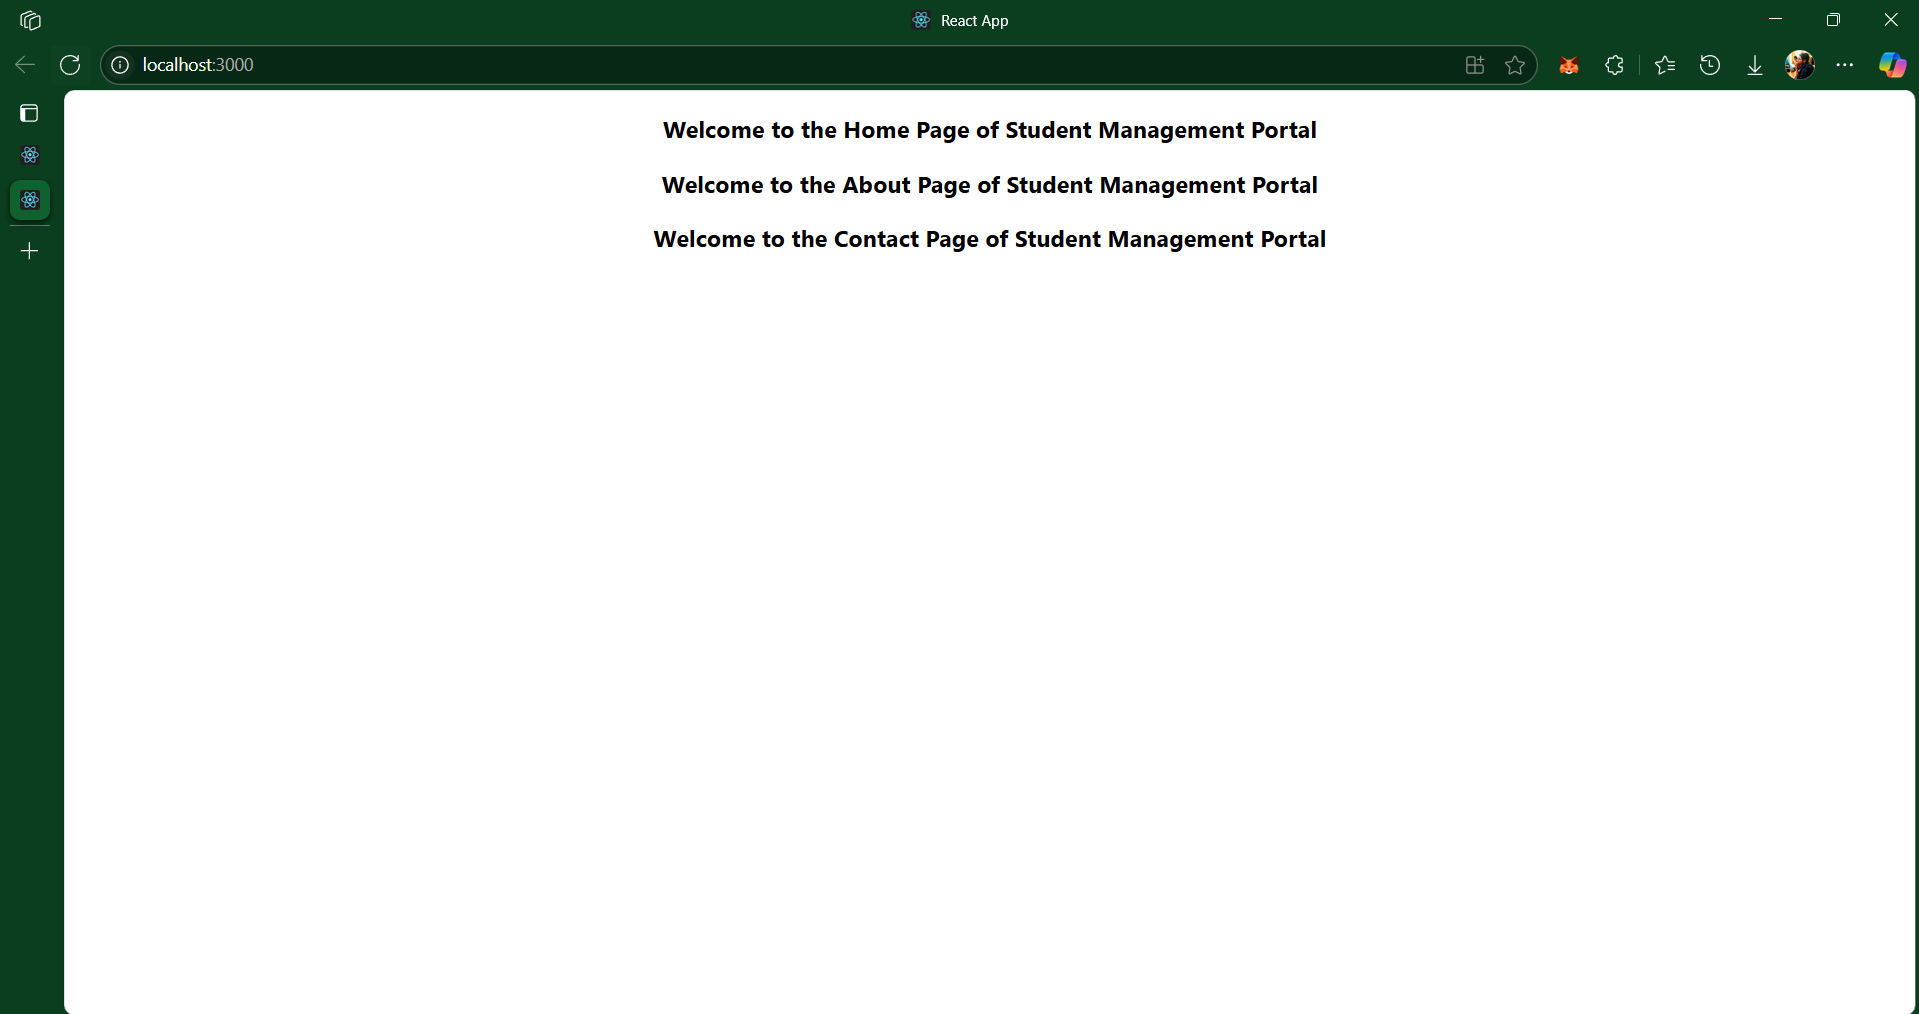 React App
localhost:3000
Welcome to the Home Page of Student Management Portal
Welcome to the About Page of Student Management Portal
Welcome to the Contact Page of Student Management Portal